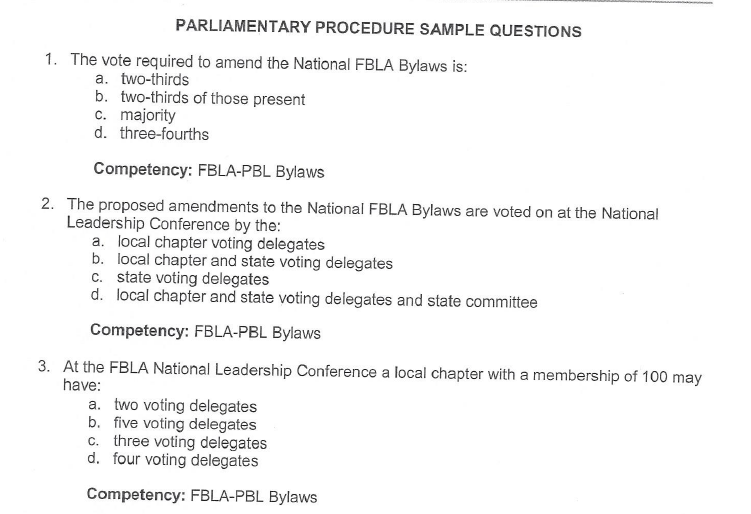 PARLIAMENTARY PROCEDURE SAMPLE QUESTIONS
1. The vote required to amend the National FBLA Bylaws is:
a. two-thirds
b. two-thirds of those present
c. majority
d. three-fourths
Competency: FBLA-PBL Bylaws
2. The proposed amendments to the National FBLA Bylaws are voted on at the National
Leadership Conference by the:
a. local chapter voting delegates
b. local chapter and state voting delegates
c. state voting delegates
d. local chapter and state voting delegates and state committee
Competency: FBLA-PBL Bylaws
3. At the FBLA National Leadership Conference a local chapter with a membership of 100 may
have:
a. two voting delegates
b. five voting delegates
c. three voting delegates
d. four voting delegates
Competency: FBLA-PBL Bylaws